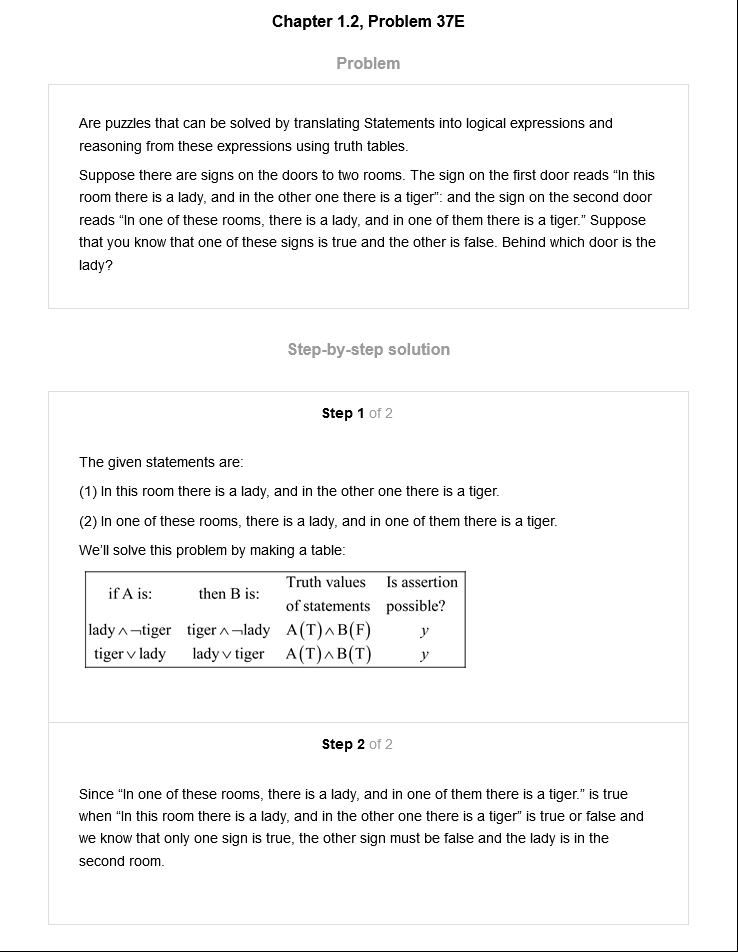 Chapter 1.2, Problem 37E
Problem
Are puzzles that can be solved by translating Statements into logical expressions and
reasoning from these expressions using truth tables.
Suppose there are signs on the doors to two rooms. The sign on the first door reads “In this
room there is a lady, and in the other one there is a tiger”: and the sign on the second door
reads “In one of these rooms, there is a lady, and in one of them there is a tiger.” Suppose
that you know that one of these signs is true and the other is false. Behind which door is the
lady?
Step-by-step solution
Step 1 of 2
The given statements are:
(1) In this room there is a lady, and in the other one there is a tiger.
(2) In one of these rooms, there is a lady, and in one of them there is a tiger.
We’ll solve this problem by making a table:
if A is: then B is: Truth values of statements Is assertion possible?
lady ∧ ¬tiger tiger ∧ ¬lady A(T) ∧ B(F) y
tiger ∨ lady lady ∨ tiger A(T) ∧ B(T) y
Step 2 of 2
Since “In one of these rooms, there is a lady, and in one of them there is a tiger.” is true
when “In this room there is a lady, and in the other one there is a tiger” is true or false and
we know that only one sign is true, the other sign must be false and the lady is in the
second room.